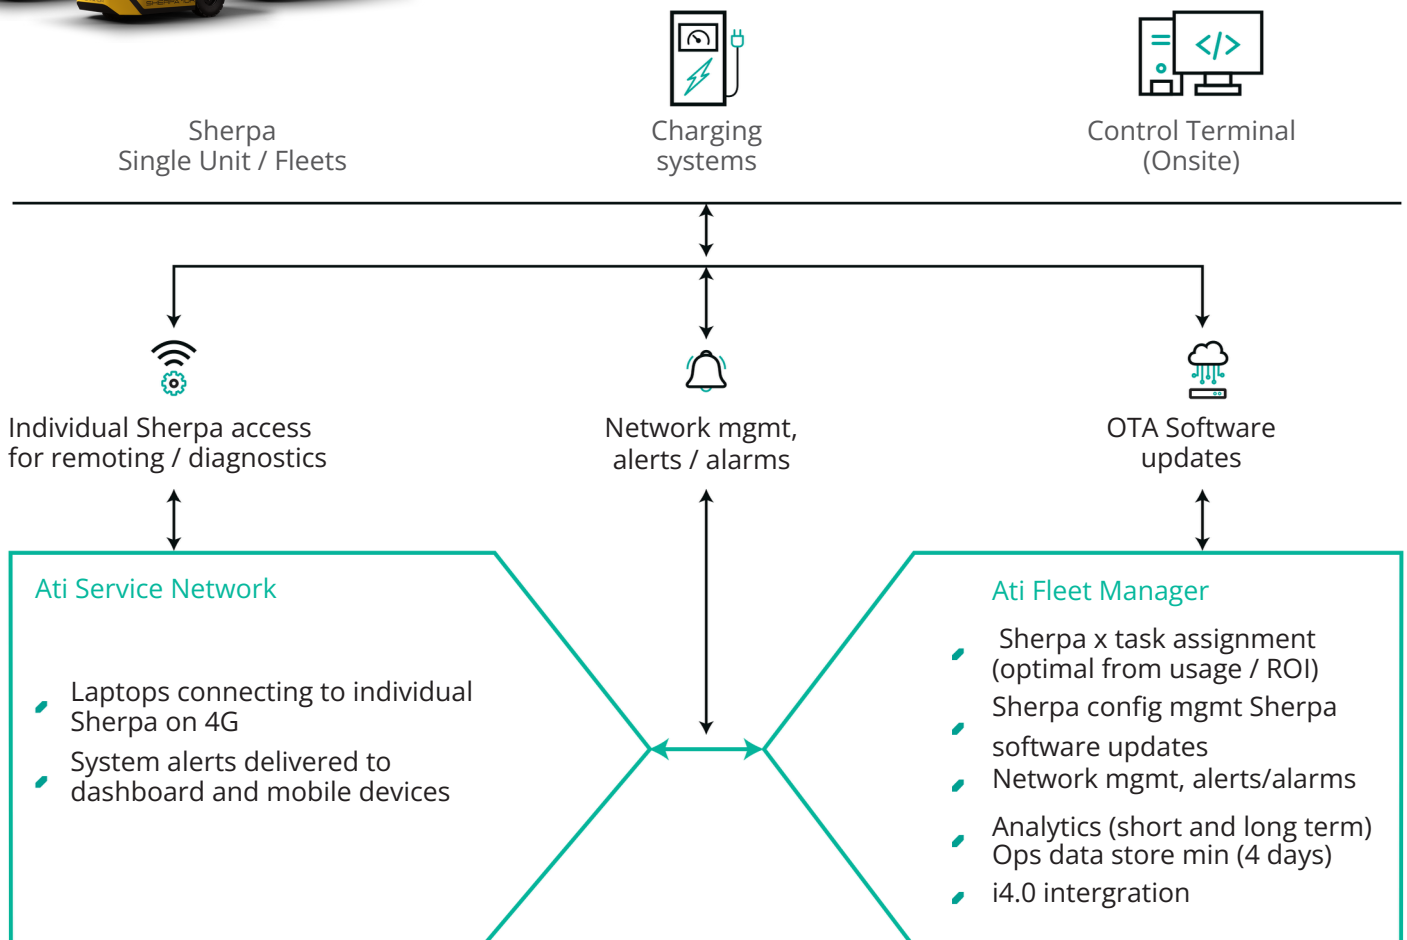 SHERPA
Sherpa
Single Unit / Fleets
Charging
systems
Control Terminal
(Onsite)
Individual Sherpa access
for remoting / diagnostics
Network mgmt,
alerts / alarms
OTA Software
updates
Ati Service Network
Laptops connecting to individual
Sherpa on 4G
System alerts delivered to
dashboard and mobile devices
Ati Fleet Manager
Sherpa x task assignment
(optimal from usage / ROI)
Sherpa config mgmt Sherpa
software updates
Network mgmt, alerts/alarms
Analytics (short and long term)
Ops data store min (4 days)
i4.0 intergration